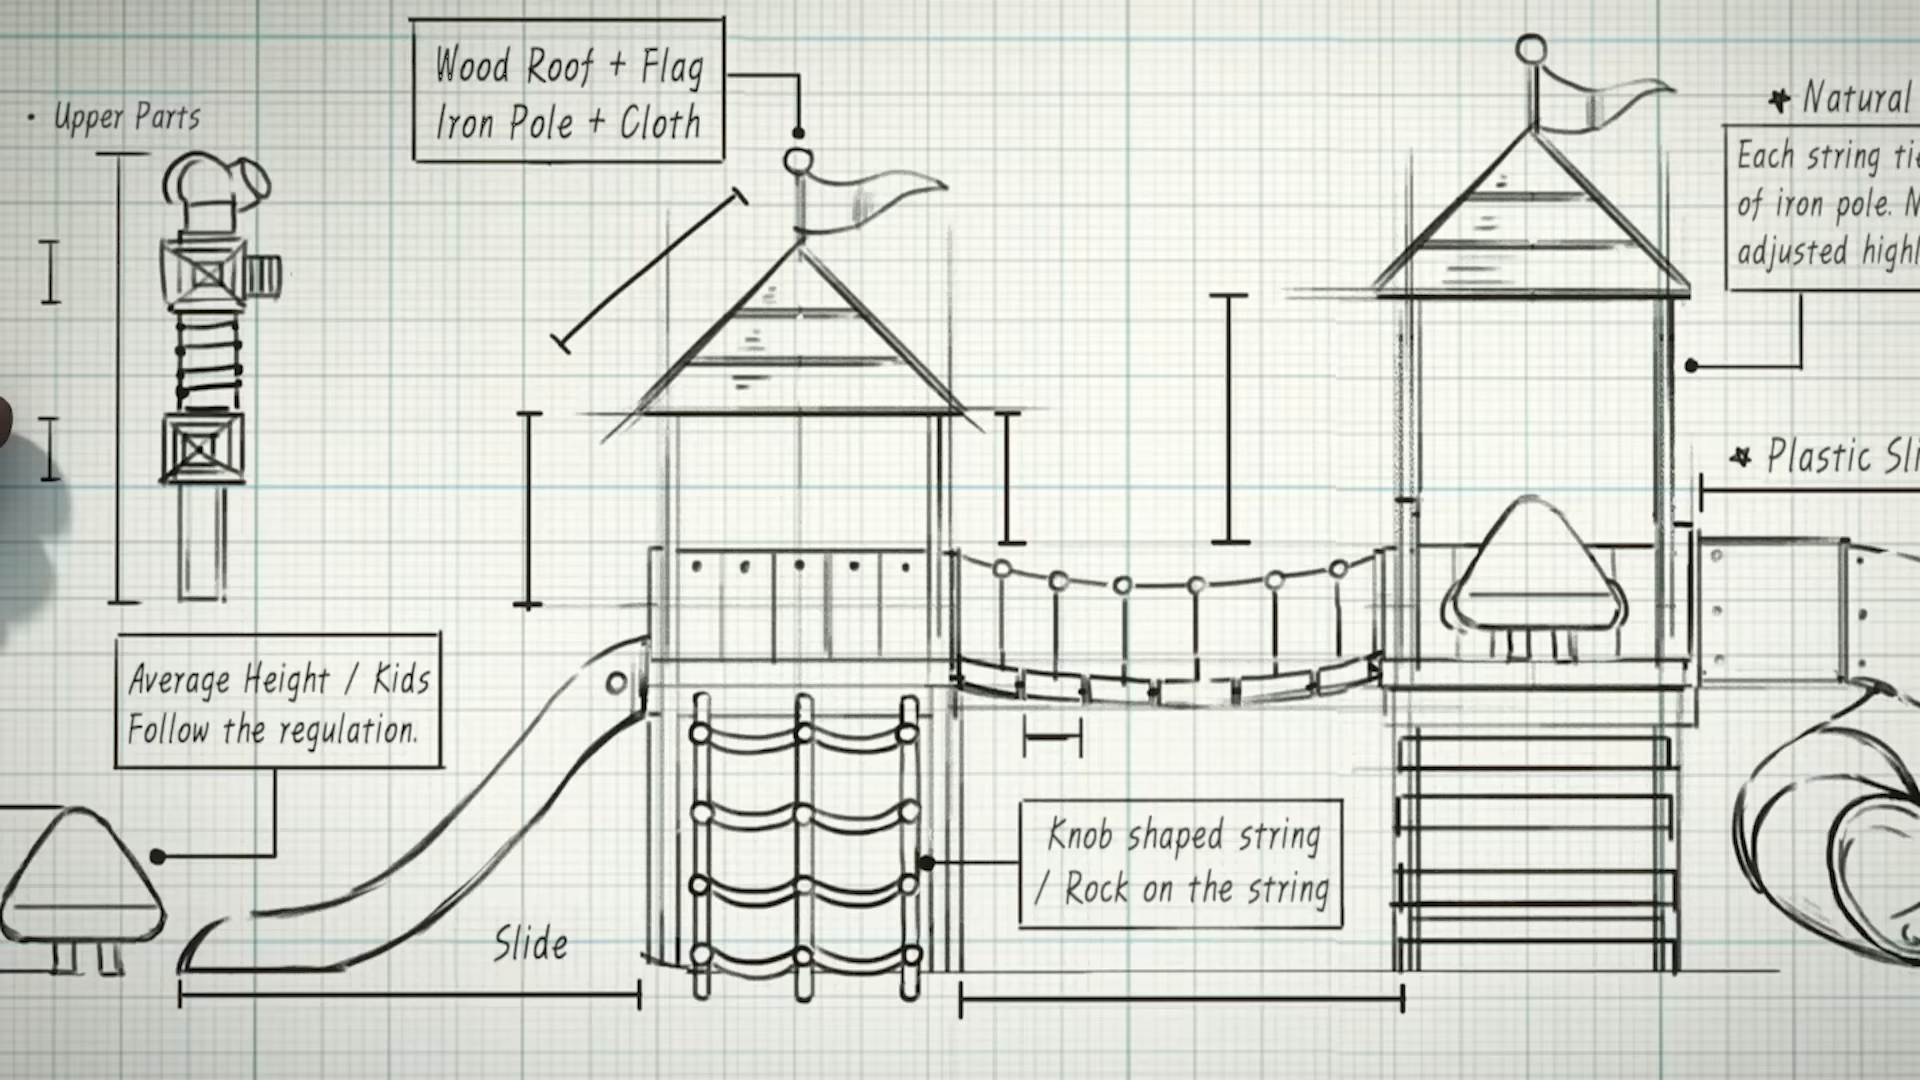 Wood Roof + Flag
Iron Pole + Cloth
• Upper Parts
★ Natural
Each string
of iron pole.
adjusted
★ Plastic
Average Height / Kids
Follow the regulation.
Knob shaped string
/ Rock on the string
Slide